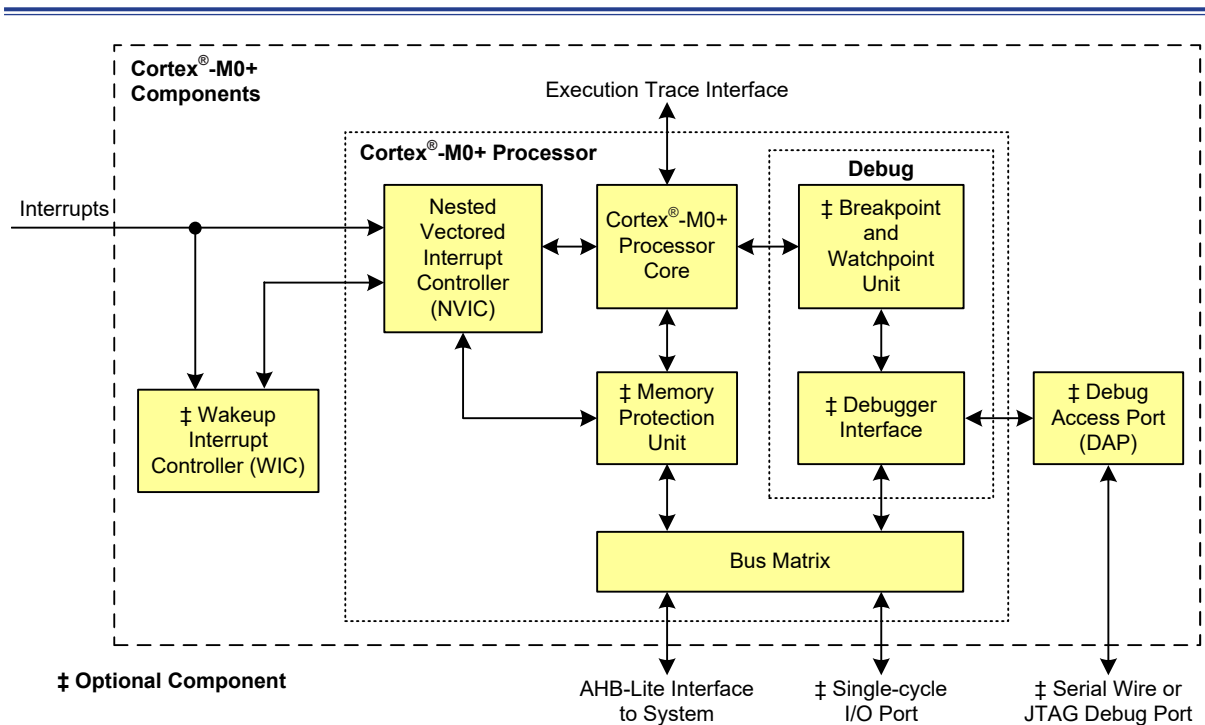 Cortex®-M0+
Components
Execution Trace Interface
Cortex®-M0+ Processor
Debug
Interrupts
Nested
Vectored
Interrupt
Controller
(NVIC)
Cortex®-M0+
Processor
Core
‡ Breakpoint
and
Watchpoint
Unit
‡ Wakeup
Interrupt
Controller (WIC)
‡ Memory
Protection
Unit
‡ Debugger
Interface
‡ Debug
Access Port
(DAP)
Bus Matrix
‡ Optional Component
AHB-Lite Interface
to System
‡ Single-cycle
I/O Port
‡ Serial Wire or
JTAG Debug Port